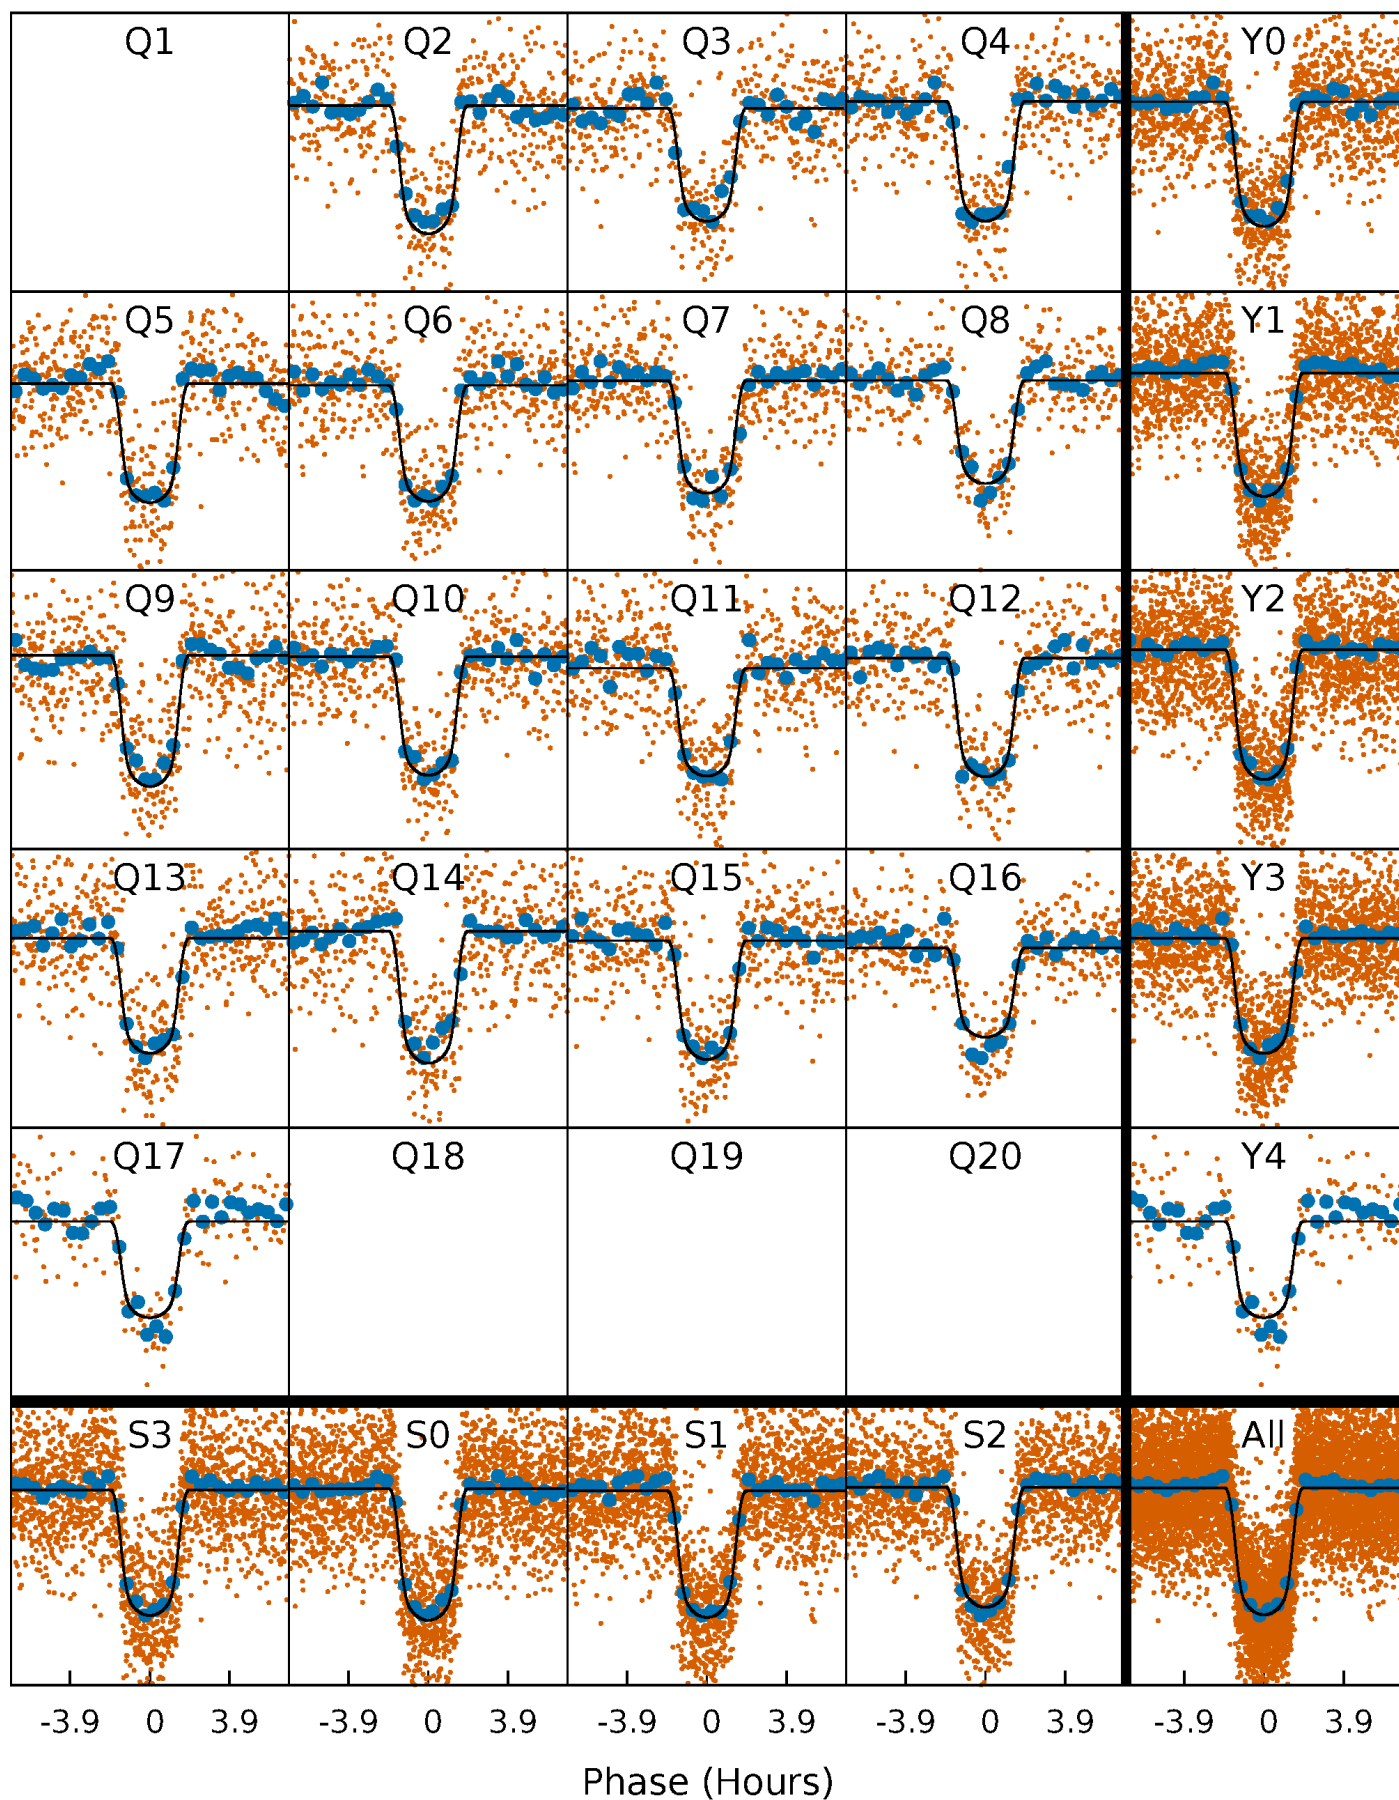 Q1 Q2 Q3 Q4 Y0
Q5 Q6 Q7 Q8 Y1
Q9 Q10 Q11 Q12 Y2
Q13 Q14 Q15 Q16 Y3
Q17 Q18 Q19 Q20 Y4
S3 S0 S1 S2 All
-3.9 0 3.9 -3.9 0 3.9 -3.9 0 3.9 -3.9 0 3.9 -3.9 0 3.9
Phase (Hours)